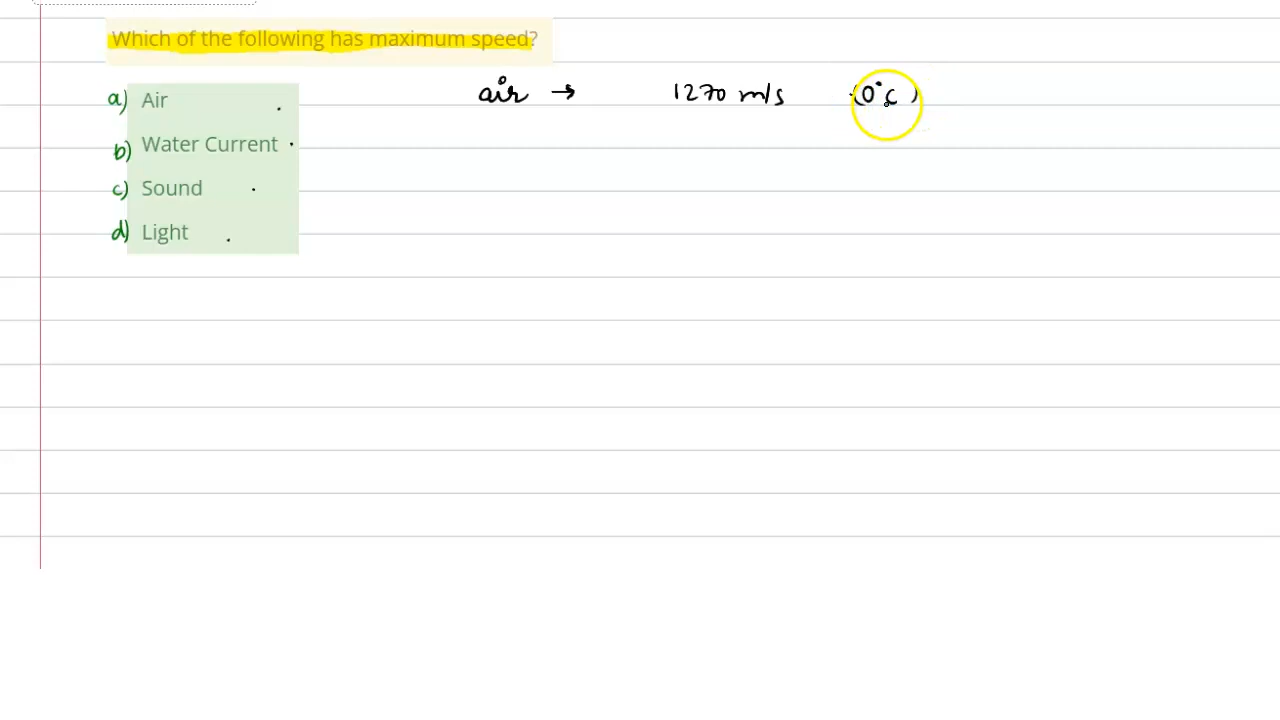 Which of the following has maximum speed?
a) Air
air → 1270 m/s (0°C)
b) Water Current
c) Sound
d) Light